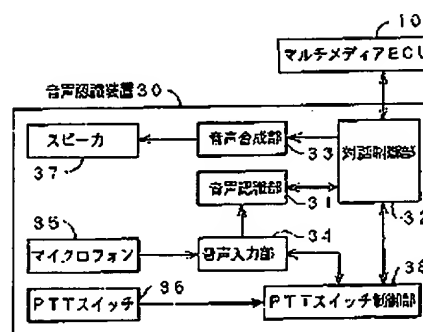 10
マルチメディアECU
音声認識装置30
スピーカ
37
音声合成部
33
対話制御部
32
音声認識部
31
35
マイクロフォン
音声入力部
34
PTTスイッチ
36
PTTスイッチ制御部
38